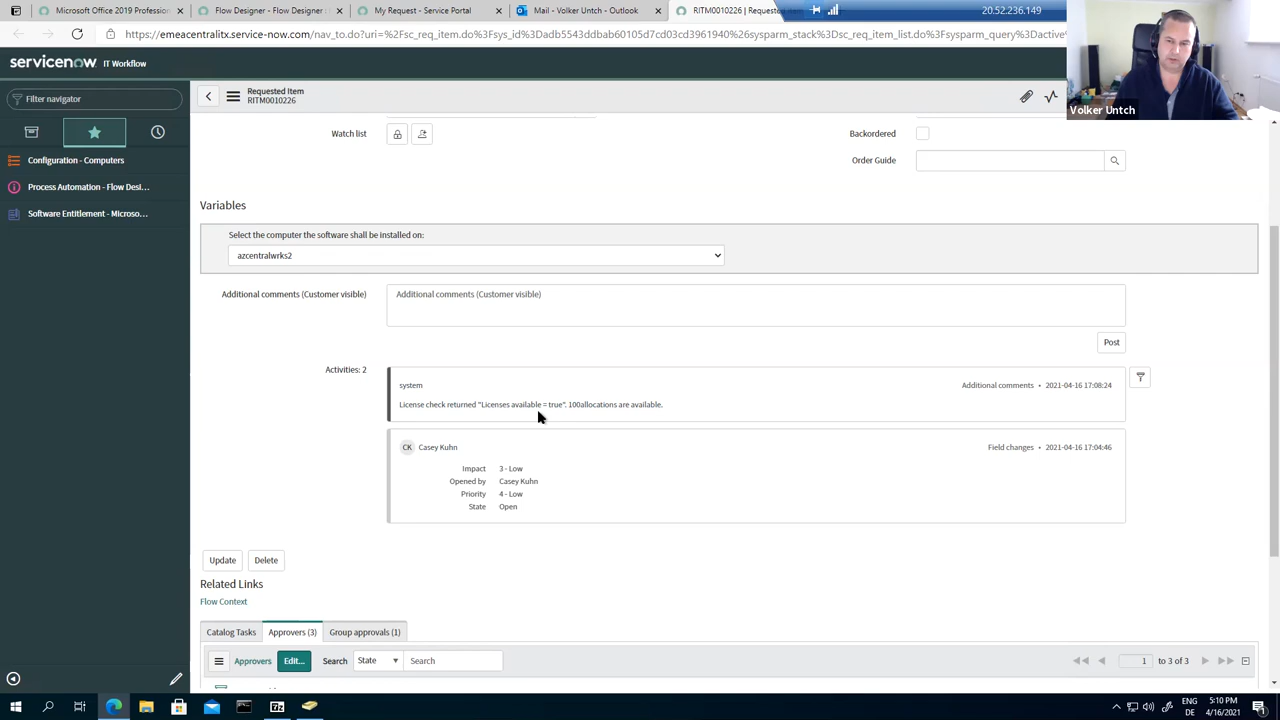 Microsoft Office 2019 Profession
Flow Designer - Flow Designer
My Request - Service Portal
Mail - Volker Untch - Outlook
RITM0010226 | Requested Item
20.52.236.149
https://emeacentralitx.service-now.com/nav_to.do?uri=%2Fsc_req_item.do%3Fsys_id%3Dadb5543ddbab60105d7cd03cd3961940%26sysparm_stack%3Dsc_req_item_list.do%3Fsysparm_query%3Dactive
servicenow IT Workflow
Volker Untch
Filter navigator
Requested Item
RITM0010226
Configuration - Computers
Process Automation - Flow Desi...
Software Entitlement - Microso...
Watch list
Backordered
Order Guide
Variables
Select the computer the software shall be installed on:
azcentralwrks2
Additional comments (Customer visible)
Additional comments (Customer visible)
Post
Activities: 2
system
Additional comments • 2021-04-16 17:08:24
License check returned "Licenses available = true". 100allocations are available.
CK Casey Kuhn
Field changes • 2021-04-16 17:04:46
Impact 3 - Low
Opened by Casey Kuhn
Priority 4 - Low
State Open
Update Delete
Related Links
Flow Context
Catalog Tasks Approvers (3) Group approvals (1)
Approvers Edit... Search State Search
1 to 3 of 3
ENG
DE
5:10 PM
4/16/2021
1